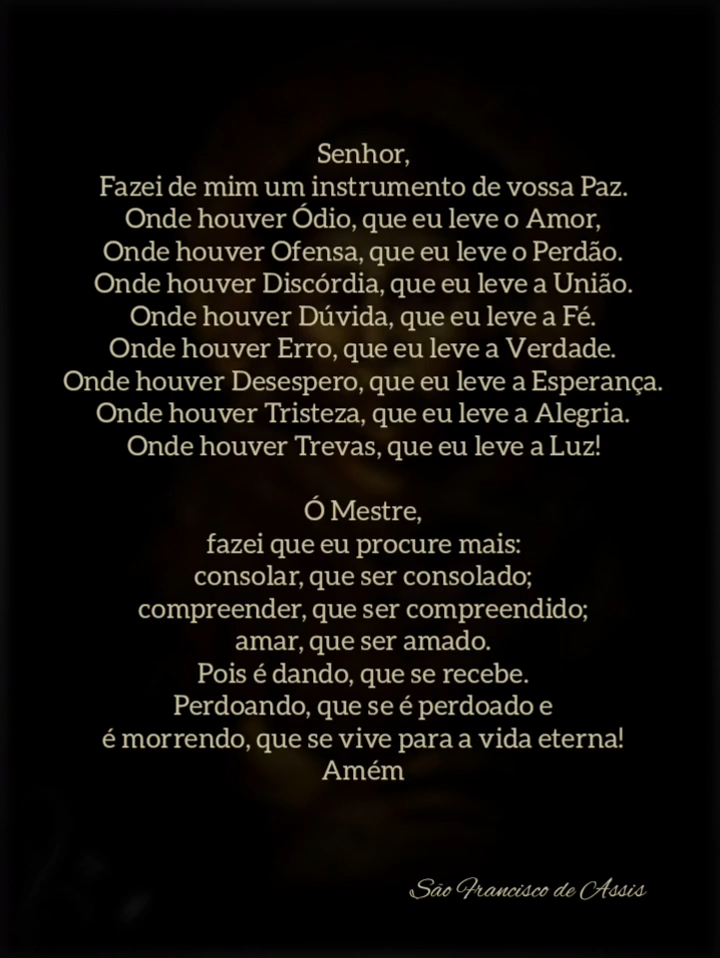 Senhor,
Fazei de mim um instrumento de vossa Paz.
Onde houver Ódio, que eu leve o Amor,
Onde houver Ofensa, que eu leve o Perdão.
Onde houver Discórdia, que eu leve a União.
Onde houver Dúvida, que eu leve a Fé.
Onde houver Erro, que eu leve a Verdade.
Onde houver Desespero, que eu leve a Esperança.
Onde houver Tristeza, que eu leve a Alegria.
Onde houver Trevas, que eu leve a Luz!
Ó Mestre,
fazei que eu procure mais:
consolar, que ser consolado;
compreender, que ser compreendido;
amar, que ser amado.
Pois é dando, que se recebe.
Perdoando, que se é perdoado e
é morrendo, que se vive para a vida eterna!
Amém
São Francisco de Assis